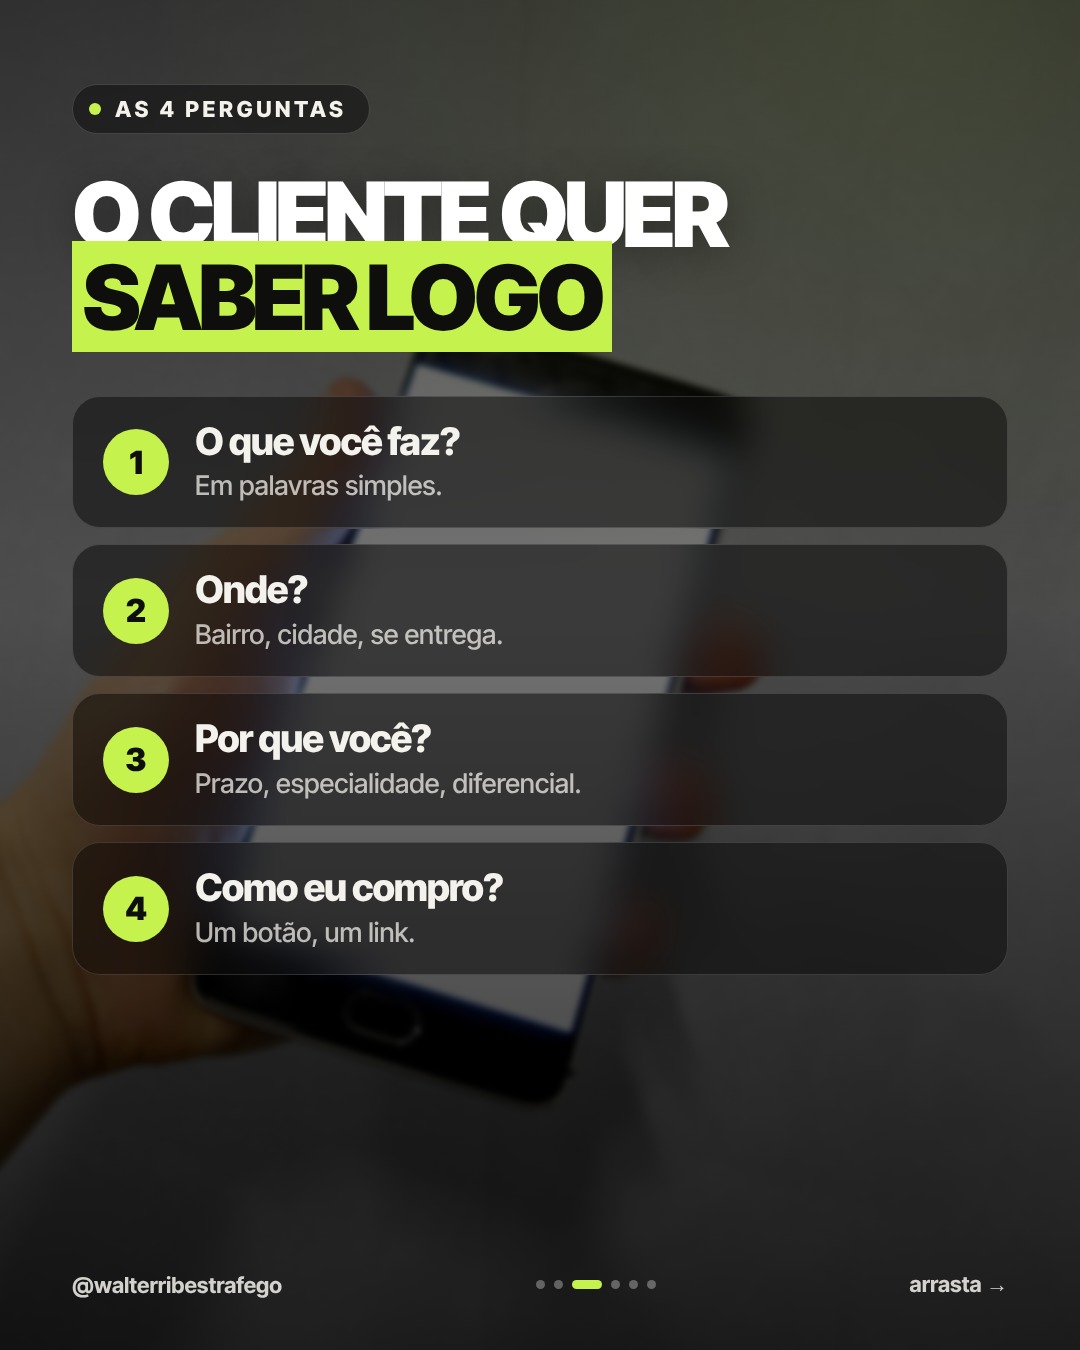 AS 4 PERGUNTAS
O CLIENTE QUER
SABER LOGO
1
O que você faz?
Em palavras simples.
2
Onde?
Bairro, cidade, se entrega.
3
Por que você?
Prazo, especialidade, diferencial.
4
Como eu compro?
Um botão, um link.
@walterribestrafego
arrasta →